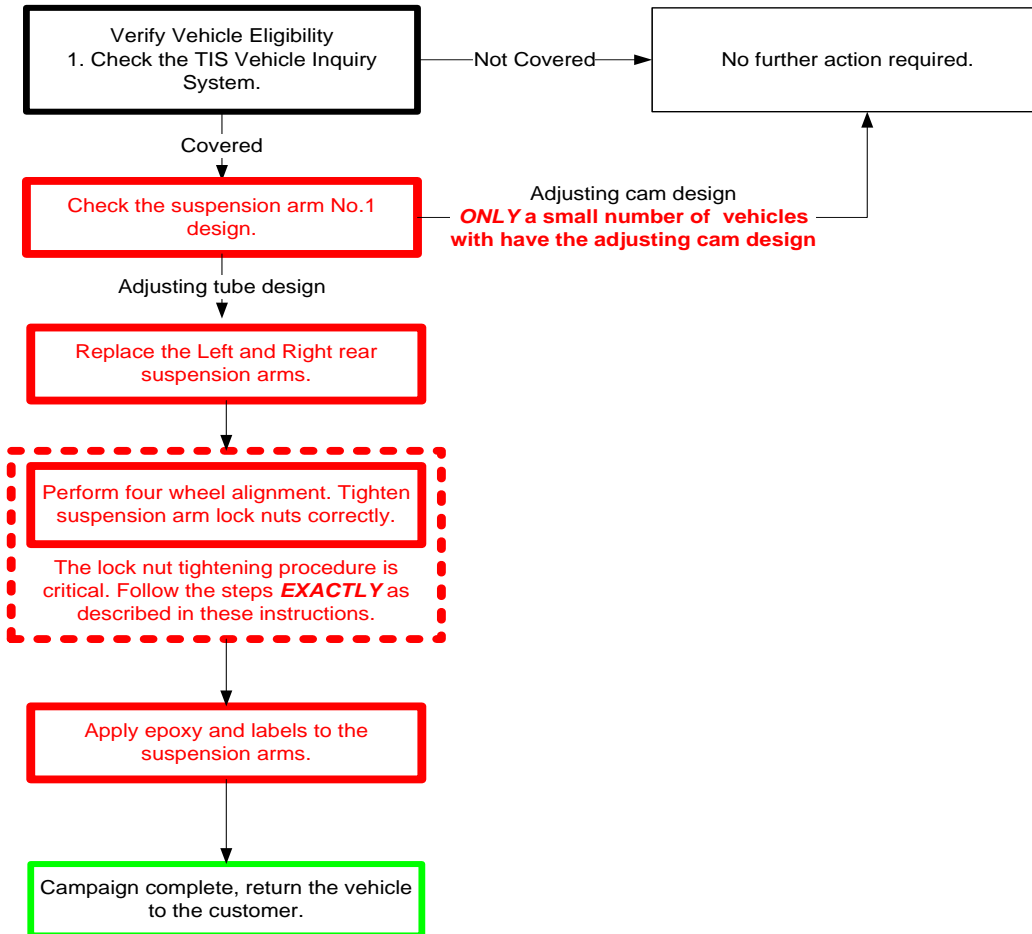 Verify Vehicle Eligibility
1. Check the TIS Vehicle Inquiry
System.
Not Covered
No further action required.
Covered
Check the suspension arm No.1
design.
Adjusting cam design
ONLY a small number of vehicles
with have the adjusting cam design
Adjusting tube design
Replace the Left and Right rear
suspension arms.
Perform four wheel alignment. Tighten
suspension arm lock nuts correctly.
The lock nut tightening procedure is
critical. Follow the steps EXACTLY as
described in these instructions.
Apply epoxy and labels to the
suspension arms.
Campaign complete, return the vehicle
to the customer.